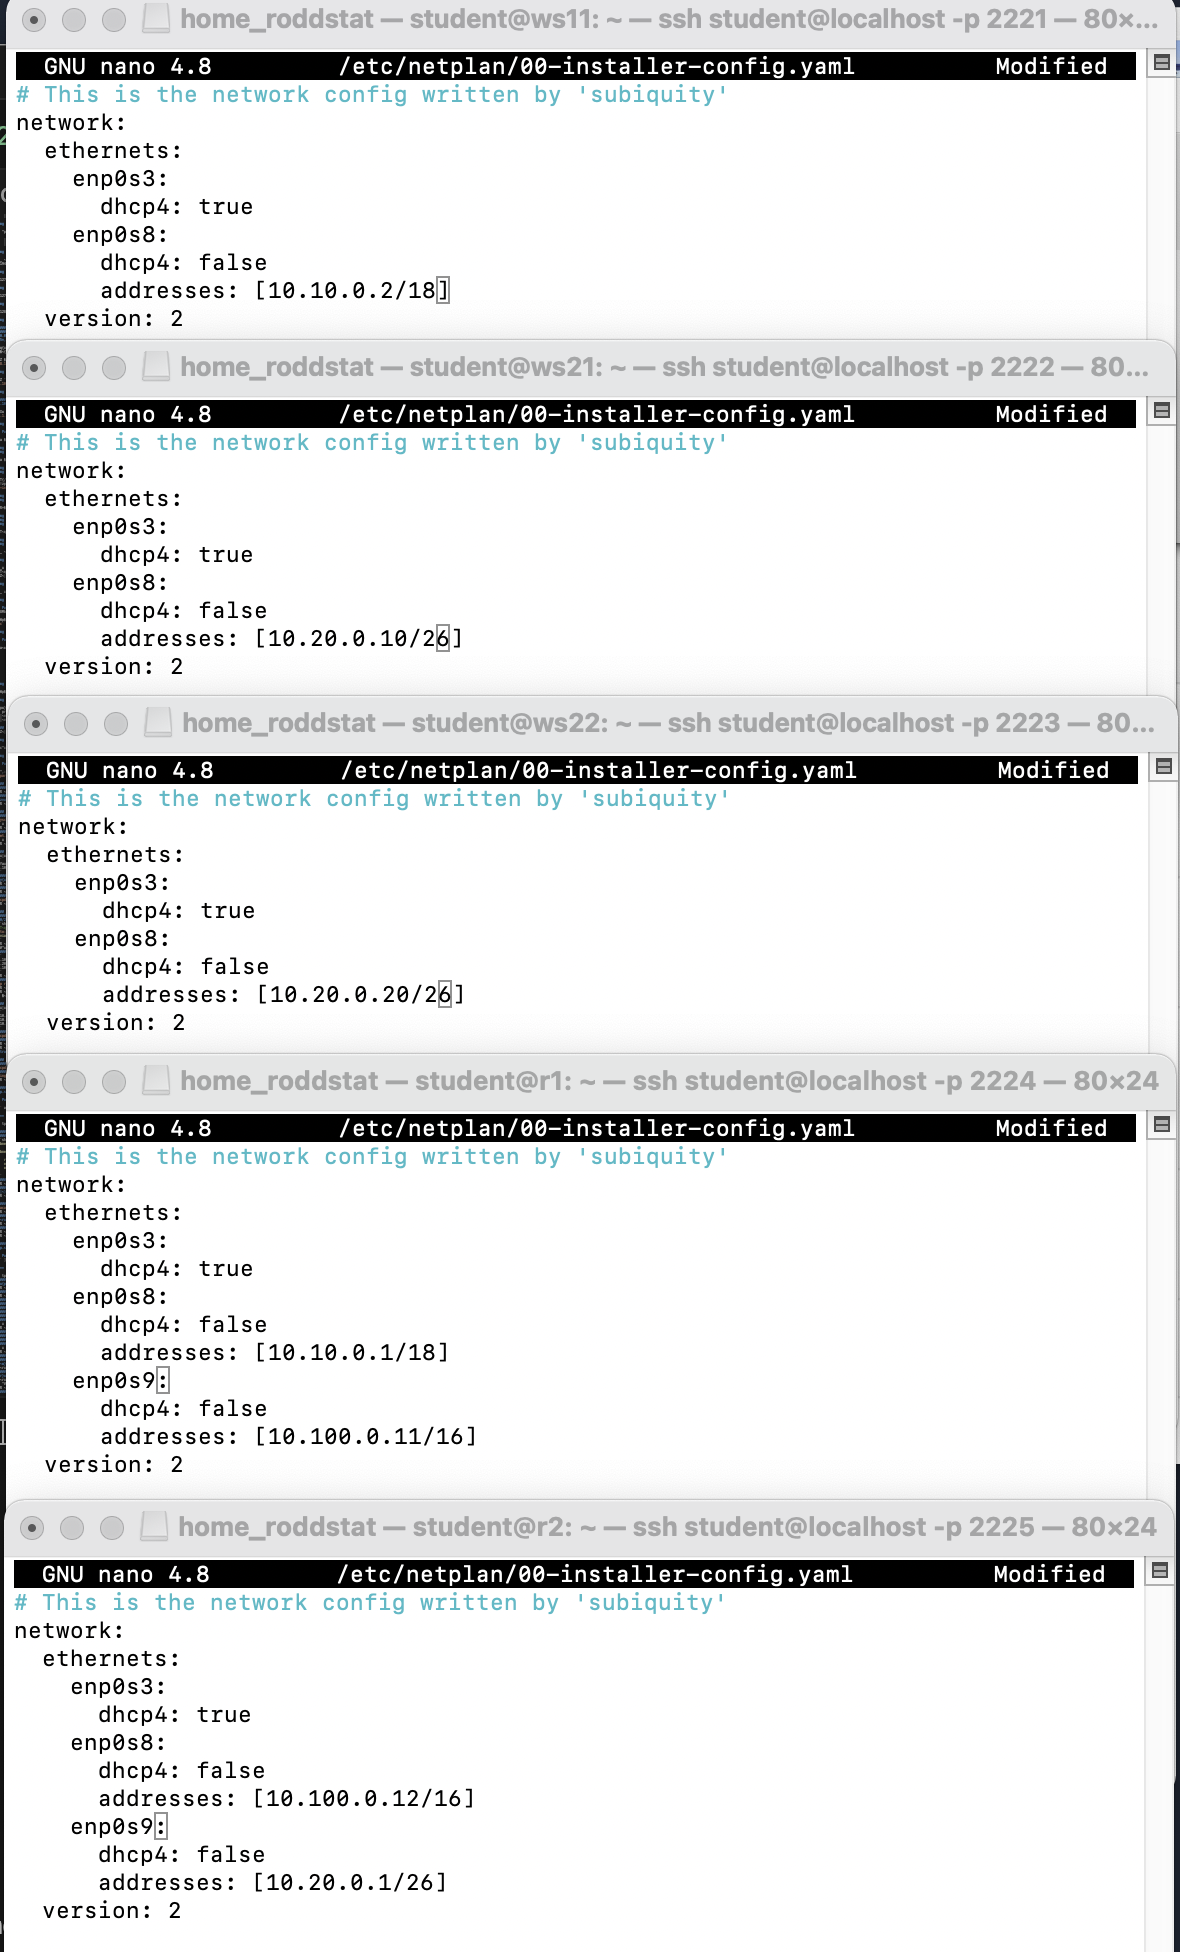 home_roddstat — student@ws11: ~ — ssh student@localhost -p 2221 — 80×...
GNU nano 4.8 /etc/netplan/00-installer-config.yaml Modified
# This is the network config written by 'subiquity'
network:
  ethernets:
    enp0s3:
      dhcp4: true
    enp0s8:
      dhcp4: false
      addresses: [10.10.0.2/18]
  version: 2
home_roddstat — student@ws21: ~ — ssh student@localhost -p 2222 — 80...
GNU nano 4.8 /etc/netplan/00-installer-config.yaml Modified
# This is the network config written by 'subiquity'
network:
  ethernets:
    enp0s3:
      dhcp4: true
    enp0s8:
      dhcp4: false
      addresses: [10.20.0.10/26]
  version: 2
home_roddstat — student@ws22: ~ — ssh student@localhost -p 2223 — 80...
GNU nano 4.8 /etc/netplan/00-installer-config.yaml Modified
# This is the network config written by 'subiquity'
network:
  ethernets:
    enp0s3:
      dhcp4: true
    enp0s8:
      dhcp4: false
      addresses: [10.20.0.20/26]
  version: 2
home_roddstat — student@r1: ~ — ssh student@localhost -p 2224 — 80×24
GNU nano 4.8 /etc/netplan/00-installer-config.yaml Modified
# This is the network config written by 'subiquity'
network:
  ethernets:
    enp0s3:
      dhcp4: true
    enp0s8:
      dhcp4: false
      addresses: [10.10.0.1/18]
    enp0s9:
      dhcp4: false
      addresses: [10.100.0.11/16]
  version: 2
home_roddstat — student@r2: ~ — ssh student@localhost -p 2225 — 80×24
GNU nano 4.8 /etc/netplan/00-installer-config.yaml Modified
# This is the network config written by 'subiquity'
network:
  ethernets:
    enp0s3:
      dhcp4: true
    enp0s8:
      dhcp4: false
      addresses: [10.100.0.12/16]
    enp0s9:
      dhcp4: false
      addresses: [10.20.0.1/26]
  version: 2